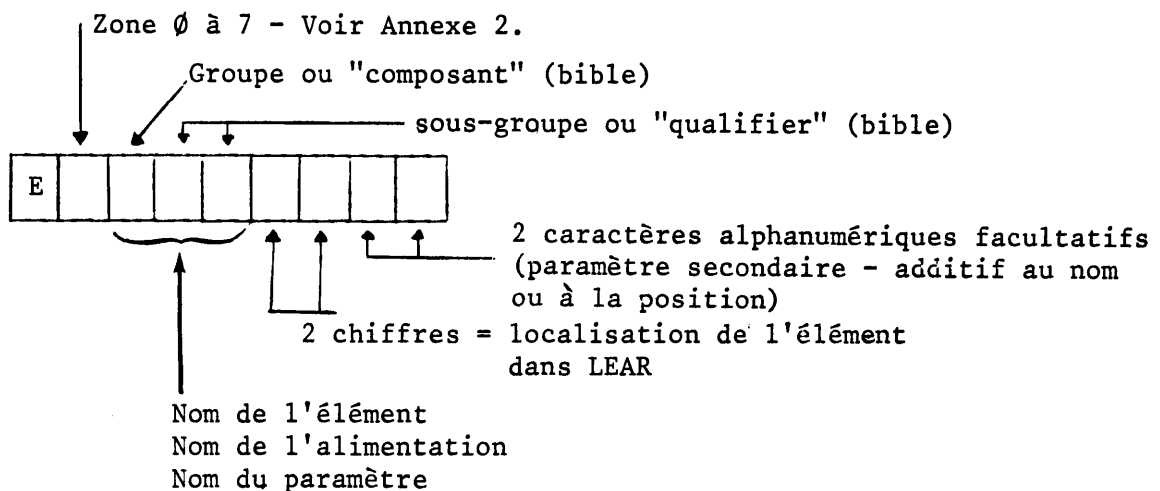 Zone Ø à 7 - Voir Annexe 2.
Groupe ou "composant" (bible)
sous-groupe ou "qualifier" (bible)
E
2 caractères alphanumériques facultatifs
(paramètre secondaire - additif au nom
ou à la position)
2 chiffres = localisation de l'élément
dans LEAR
Nom de l'élément
Nom de l'alimentation
Nom du paramètre